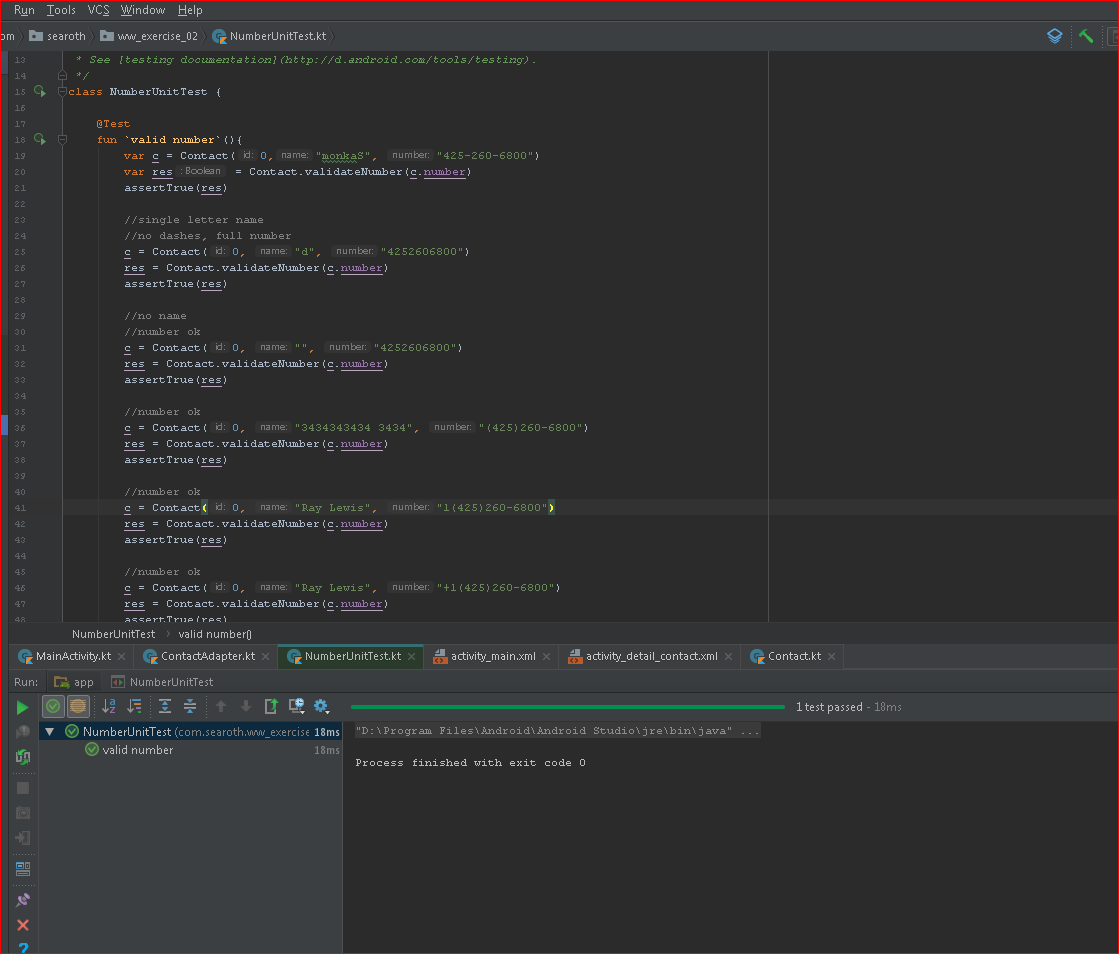 Run Tools VCS Window Help
om searoth ww_exercise_02 NumberUnitTest.kt
13 * See [testing documentation](http://d.android.com/tools/testing).
14 */
15 class NumberUnitTest {
16
17 @Test
18 fun `valid number`(){
19 var c = Contact( id: 0, name: "monkaS", number: "425-260-6800")
20 var res : Boolean = Contact.validateNumber(c.number)
21 assertTrue(res)
22
23 //single letter name
24 //no dashes, full number
25 c = Contact( id: 0, name: "d", number: "4252606800")
26 res = Contact.validateNumber(c.number)
27 assertTrue(res)
28
29 //no name
30 //number ok
31 c = Contact( id: 0, name: "", number: "4252606800")
32 res = Contact.validateNumber(c.number)
33 assertTrue(res)
34
35 //number ok
36 c = Contact( id: 0, name: "3434343434 3434", number: "(425)260-6800")
37 res = Contact.validateNumber(c.number)
38 assertTrue(res)
39
40 //number ok
41 c = Contact( id: 0, name: "Ray Lewis", number: "1(425)260-6800")
42 res = Contact.validateNumber(c.number)
43 assertTrue(res)
44
45 //number ok
46 c = Contact( id: 0, name: "Ray Lewis", number: "+1(425)260-6800")
47 res = Contact.validateNumber(c.number)
48 assertTrue(res)
NumberUnitTest valid number()
MainActivity.kt ContactAdapter.kt NumberUnitTest.kt activity_main.xml activity_detail_contact.xml Contact.kt
Run: app NumberUnitTest
1 test passed - 18ms
NumberUnitTest (com.searoth.ww_exercise 18ms
valid number 18ms
"D:\Program Files\Android\Android Studio\jre\bin\java" ...
Process finished with exit code 0